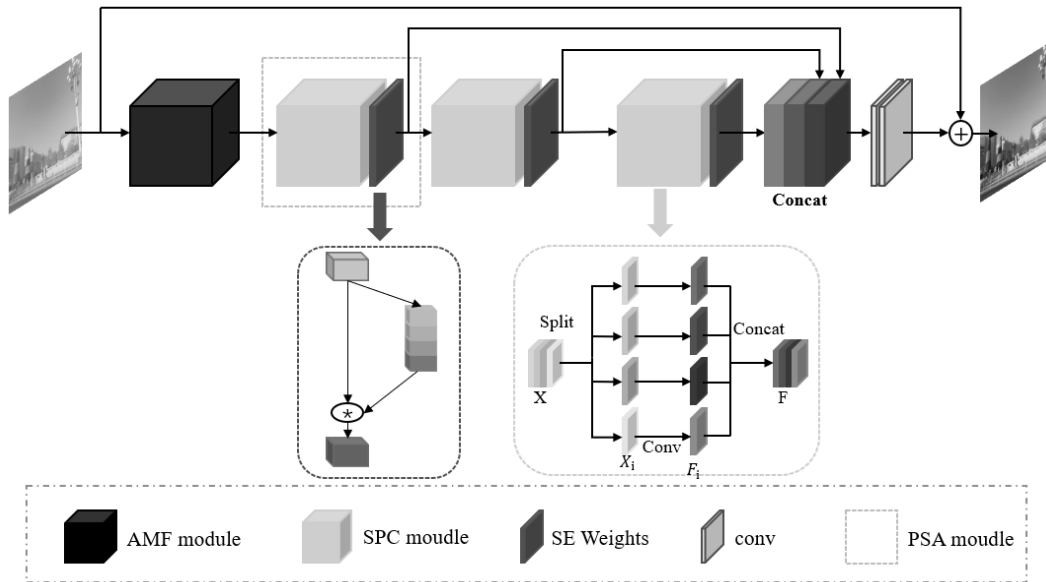 Concat
Split
Concat
X
F
Conv
Xi
Fi
*
AMF module
SPC moudle
SE Weights
conv
PSA moudle